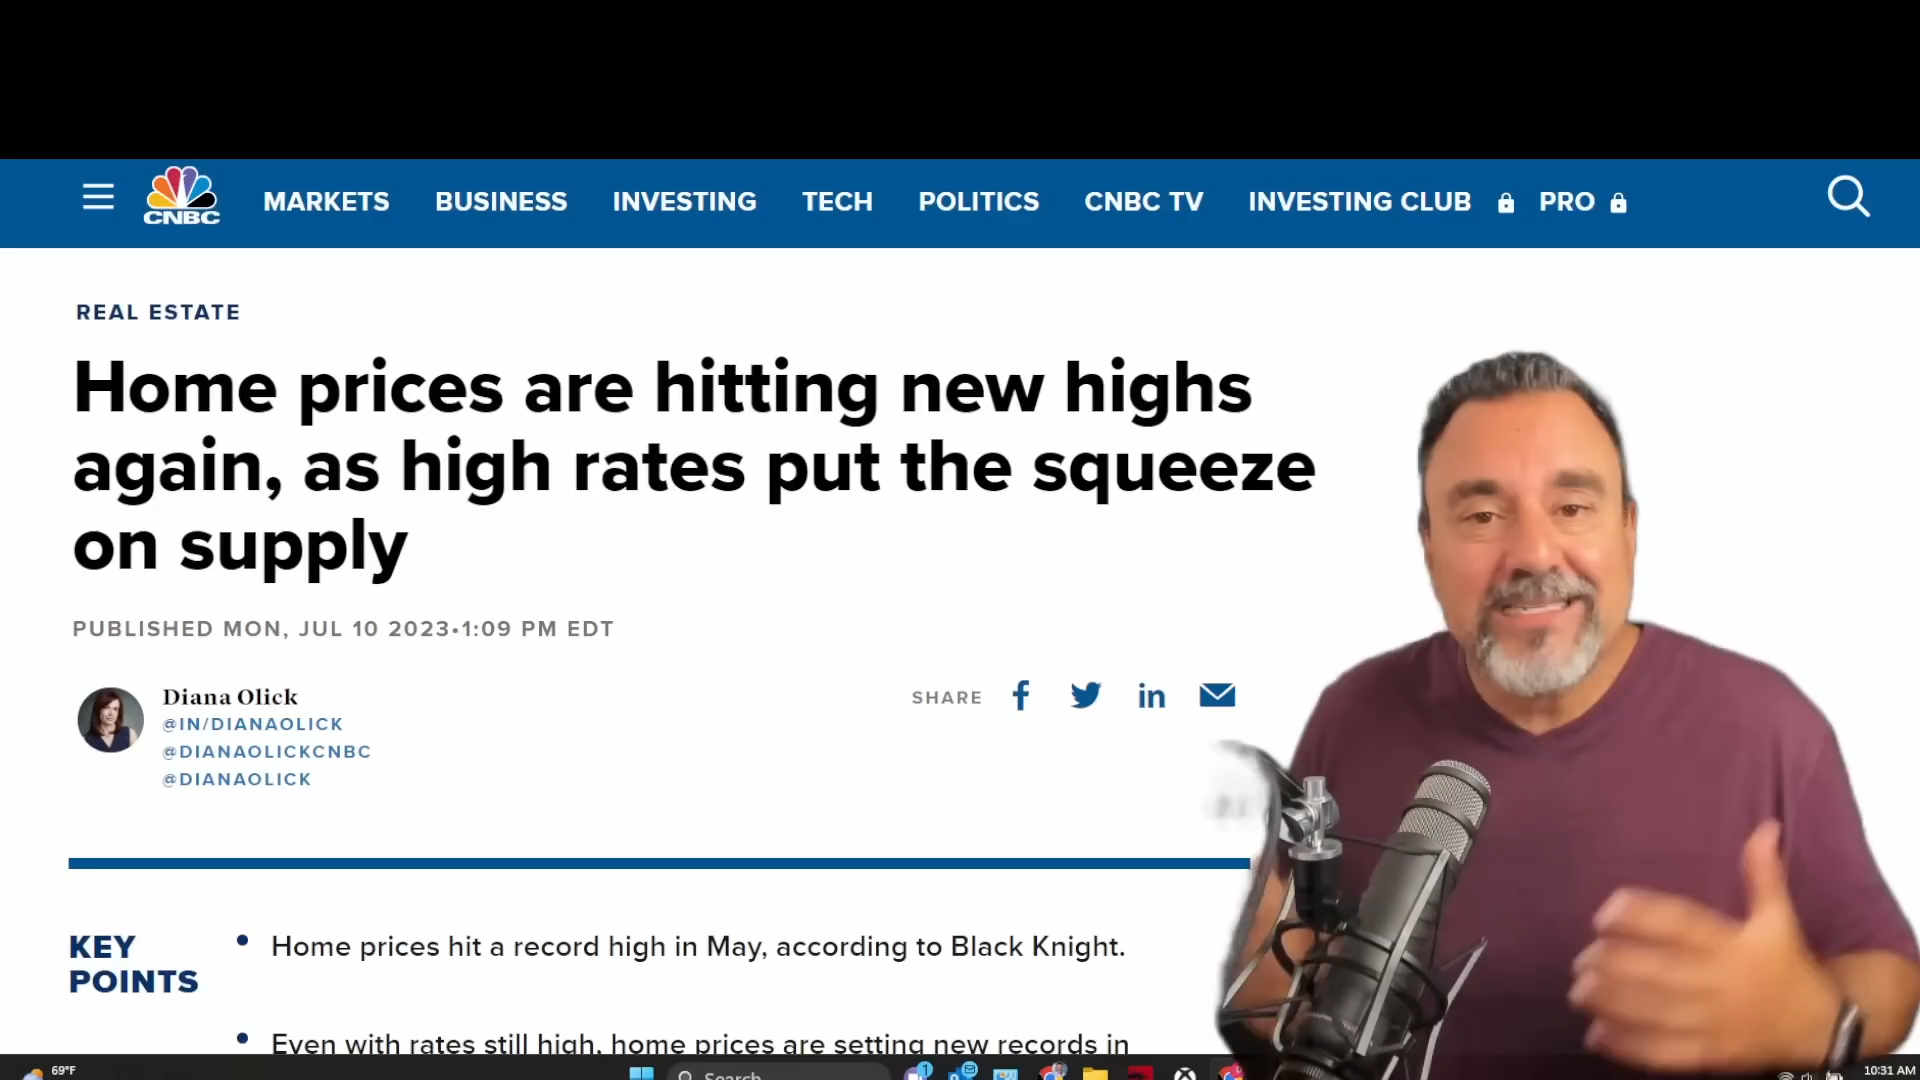 CNBC
MARKETS BUSINESS INVESTING TECH POLITICS CNBC TV INVESTING CLUB PRO
REAL ESTATE
Home prices are hitting new highs
again, as high rates put the squeeze
on supply
PUBLISHED MON, JUL 10 2023•1:09 PM EDT
Diana Olick
@IN/DIANAOLICK
@DIANAOLICKCNBC
@DIANAOLICK
SHARE
KEY
POINTS
• Home prices hit a record high in May, according to Black Knight.
• Even with rates still high, home prices are setting new records in
69°F
Search
1
10:31 AM